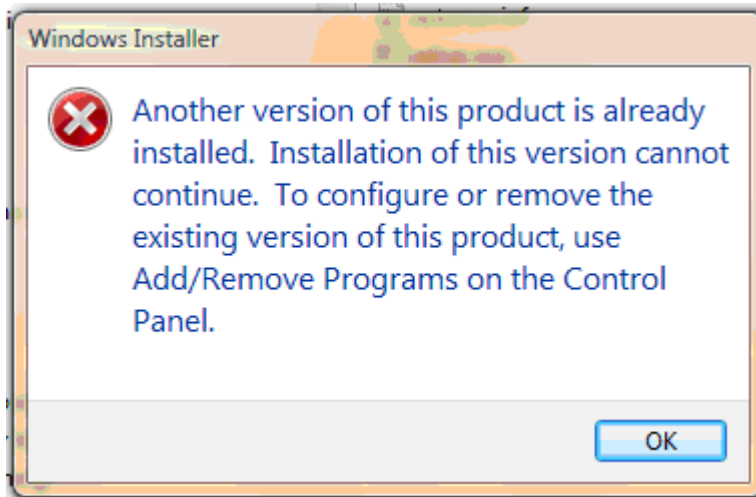 Windows Installer
Another version of this product is already
installed.  Installation of this version cannot
continue.  To configure or remove the
existing version of this product, use
Add/Remove Programs on the Control
Panel.
OK